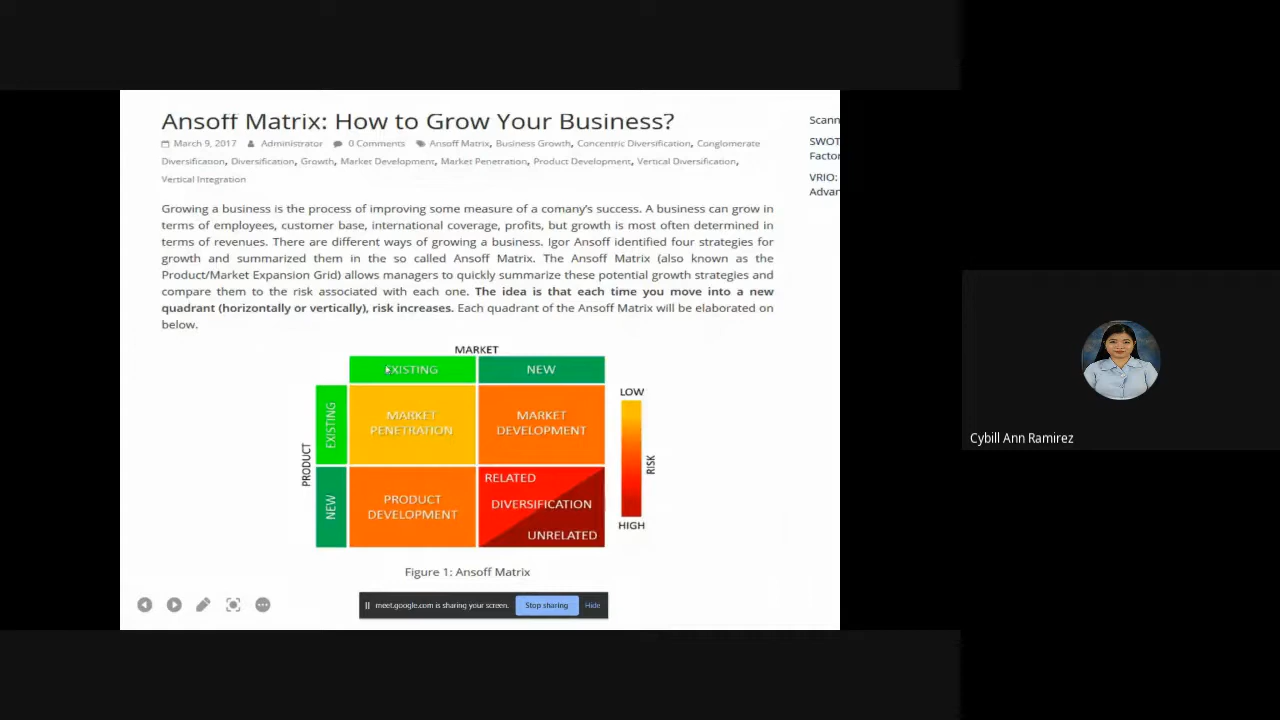 Ansoff Matrix: How to Grow Your Business?
March 9, 2017 Administrator 0 Comments Ansoff Matrix, Business Growth, Concentric Diversification, Conglomerate
Diversification, Diversification, Growth, Market Development, Market Penetration, Product Development, Vertical Diversification,
Vertical Integration
Scann
SWOT
Factor
VRIO:
Advan
Growing a business is the process of improving some measure of a comany's success. A business can grow in
terms of employees, customer base, international coverage, profits, but growth is most often determined in
terms of revenues. There are different ways of growing a business. Igor Ansoff identified four strategies for
growth and summarized them in the so called Ansoff Matrix. The Ansoff Matrix (also known as the
Product/Market Expansion Grid) allows managers to quickly summarize these potential growth strategies and
compare them to the risk associated with each one. The idea is that each time you move into a new
quadrant (horizontally or vertically), risk increases. Each quadrant of the Ansoff Matrix will be elaborated on
below.
MARKET
EXISTING NEW
PRODUCT
EXISTING
MARKET
PENETRATION
MARKET
DEVELOPMENT
NEW
PRODUCT
DEVELOPMENT
RELATED
DIVERSIFICATION
UNRELATED
LOW
RISK
HIGH
Figure 1: Ansoff Matrix
meet.google.com is sharing your screen. Stop sharing Hide
Cybill Ann Ramirez